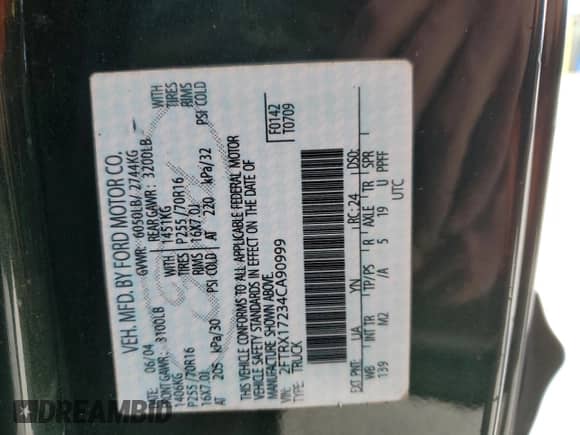 VEH. MFD. BY FORD MOTOR CO.
06/04 GVWR: 6050LB/ 2744KG
FRONT GAWR: 3100LB REAR GAWR: 3200LB
1406KG 1451KG WITH
P255/70R16 P255/70R16 TIRES
16X7.0J RIMS 16X7.0J RIMS
AT 205 kPa/30 PSI COLD AT 220 kPa/32 PSI COLD
THIS VEHICLE CONFORMS TO ALL APPLICABLE FEDERAL MOTOR
VEHICLE SAFETY STANDARDS IN EFFECT ON THE DATE OF
MANUFACTURE SHOWN ABOVE.
VIN: 2FTRX17234CA90999
TYPE: TRUCK
F0142
T0709
EXT PNT: UA YN RC: 24 DSO:
WB INT TR TP/PS R AXLE TR SPR
139 M2 /A 5 19 U PPFF
UTC
DREAMBID